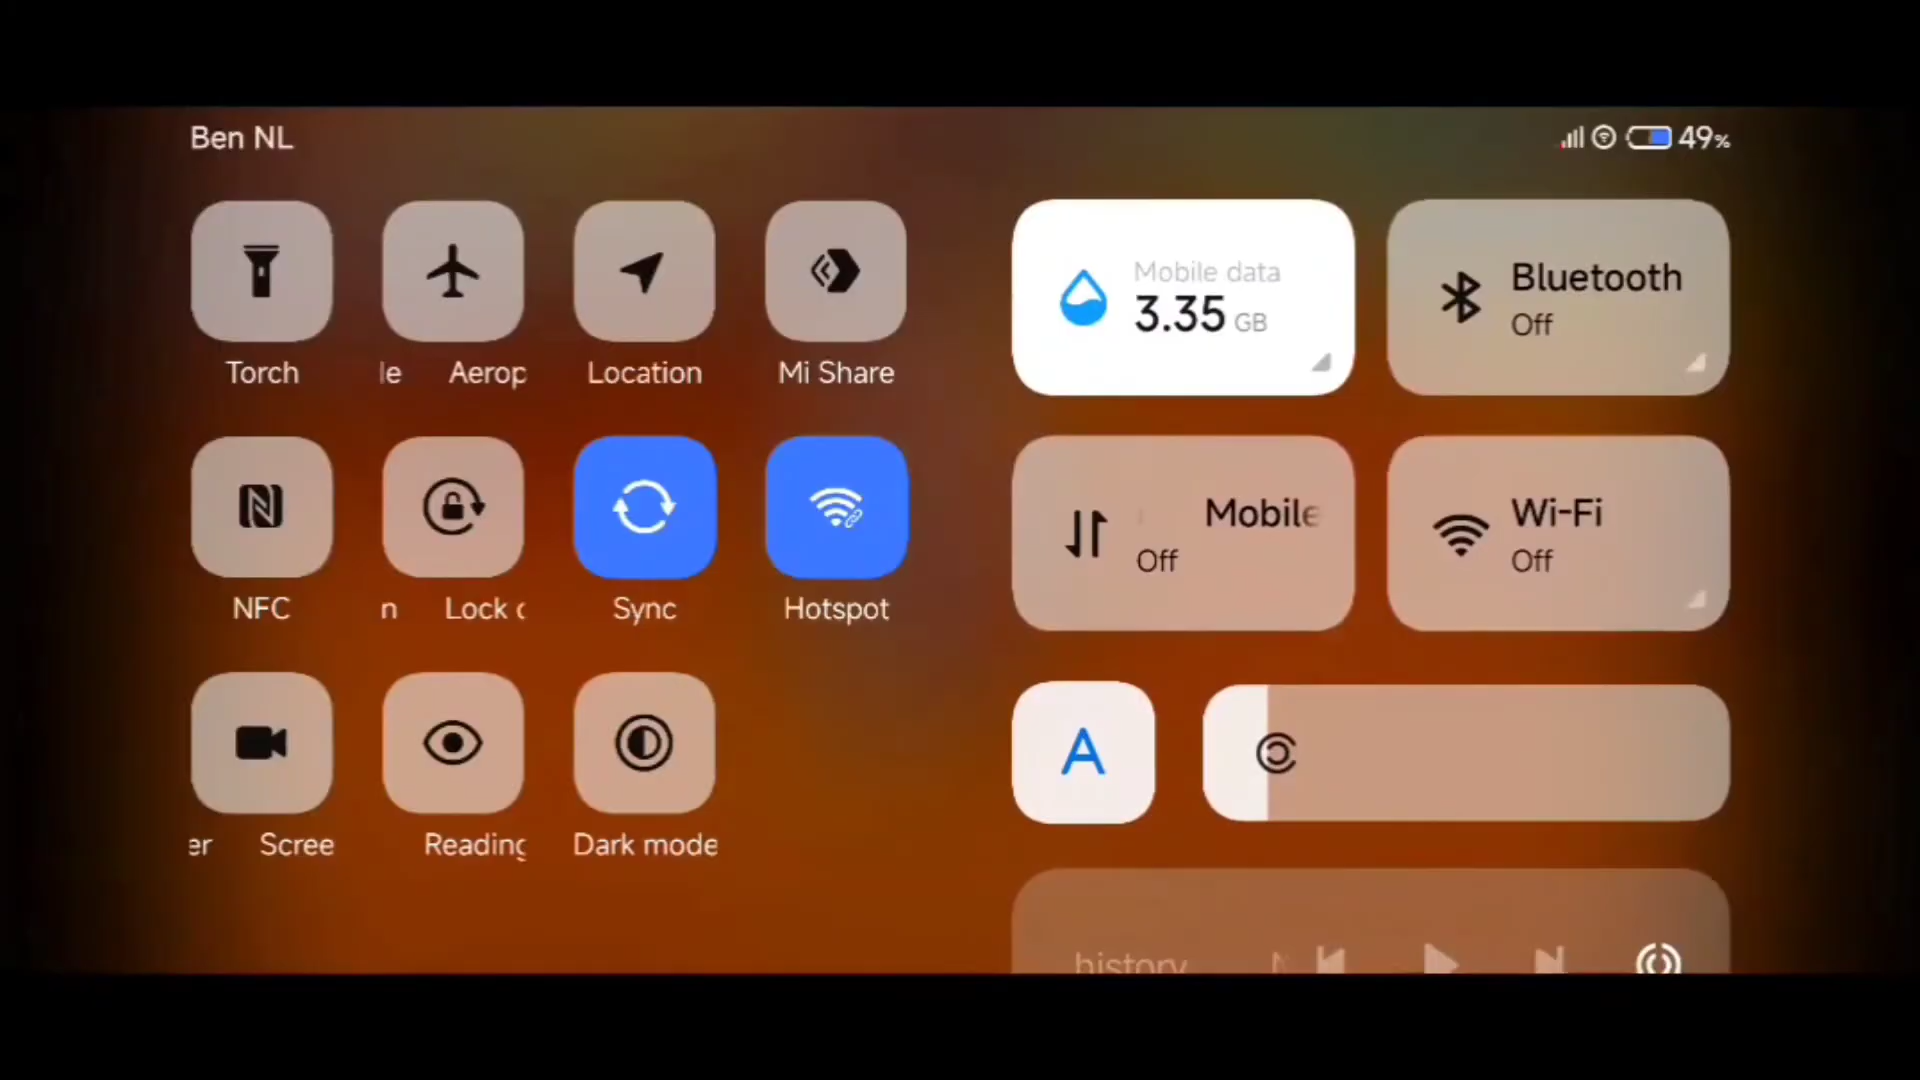 Ben NL
49%
Torch
le Aerop
Location
Mi Share
Mobile data
3.35 GB
Bluetooth
Off
NFC
n Lock
Sync
Hotspot
Mobile
Off
Wi-Fi
Off
er Scree
Reading
Dark mode
A
history